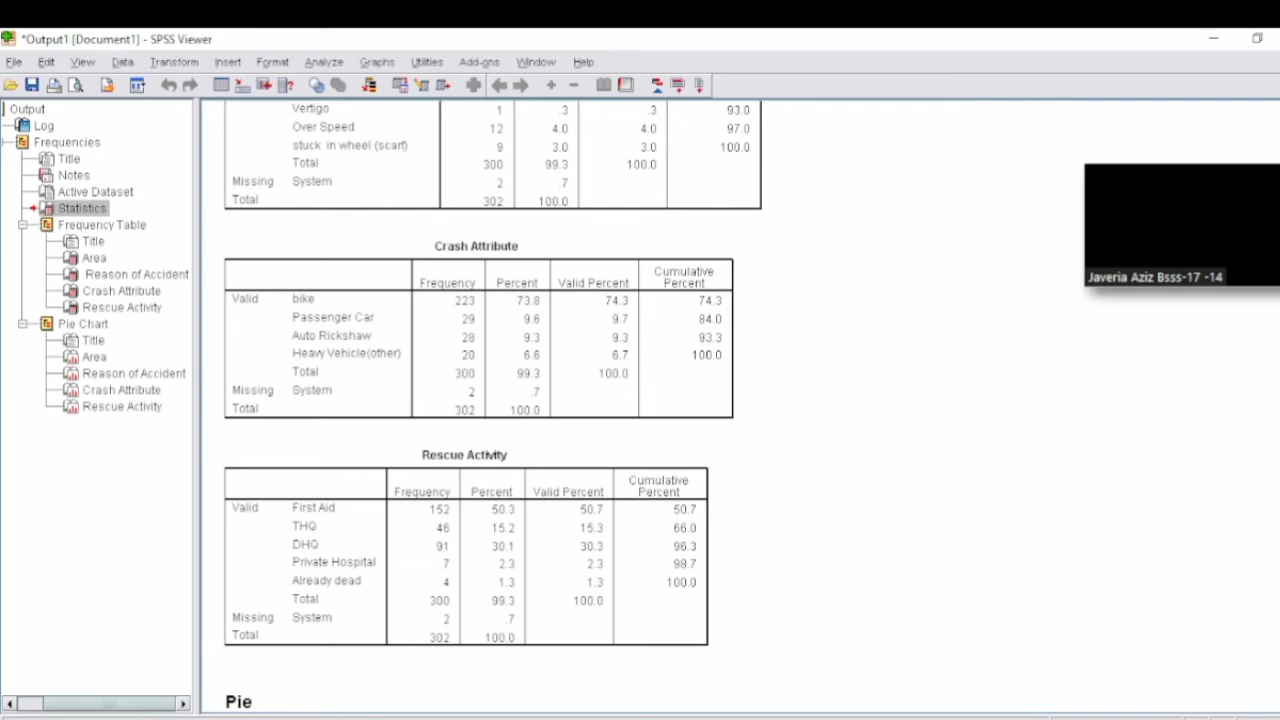 *Output1 [Document1] - SPSS Viewer
File Edit View Data Transform Insert Format Analyze Graphs Utilities Add-ons Window Help
Output
Log
Frequencies
Title
Notes
Active Dataset
Statistics
Frequency Table
Title
Area
Reason of Accident
Crash Attribute
Rescue Activity
Pie Chart
Title
Area
Reason of Accident
Crash Attribute
Rescue Activity
Vertigo 1 .3 .3 93.0
Over Speed 12 4.0 4.0 97.0
stuck in wheel (scarf) 9 3.0 3.0 100.0
Total 300 99.3 100.0
Missing System 2 .7
Total 302 100.0
Crash Attribute
Frequency Percent Valid Percent Cumulative Percent
Valid bike 223 73.8 74.3 74.3
Passenger Car 29 9.6 9.7 84.0
Auto Rickshaw 28 9.3 9.3 93.3
Heavy Vehicle(other) 20 6.6 6.7 100.0
Total 300 99.3 100.0
Missing System 2 .7
Total 302 100.0
Rescue Activity
Frequency Percent Valid Percent Cumulative Percent
Valid First Aid 152 50.3 50.7 50.7
THQ 46 15.2 15.3 66.0
DHQ 91 30.1 30.3 96.3
Private Hospital 7 2.3 2.3 98.7
Already dead 4 1.3 1.3 100.0
Total 300 99.3 100.0
Missing System 2 .7
Total 302 100.0
Pie
Javeria Aziz Bsss-17 -14